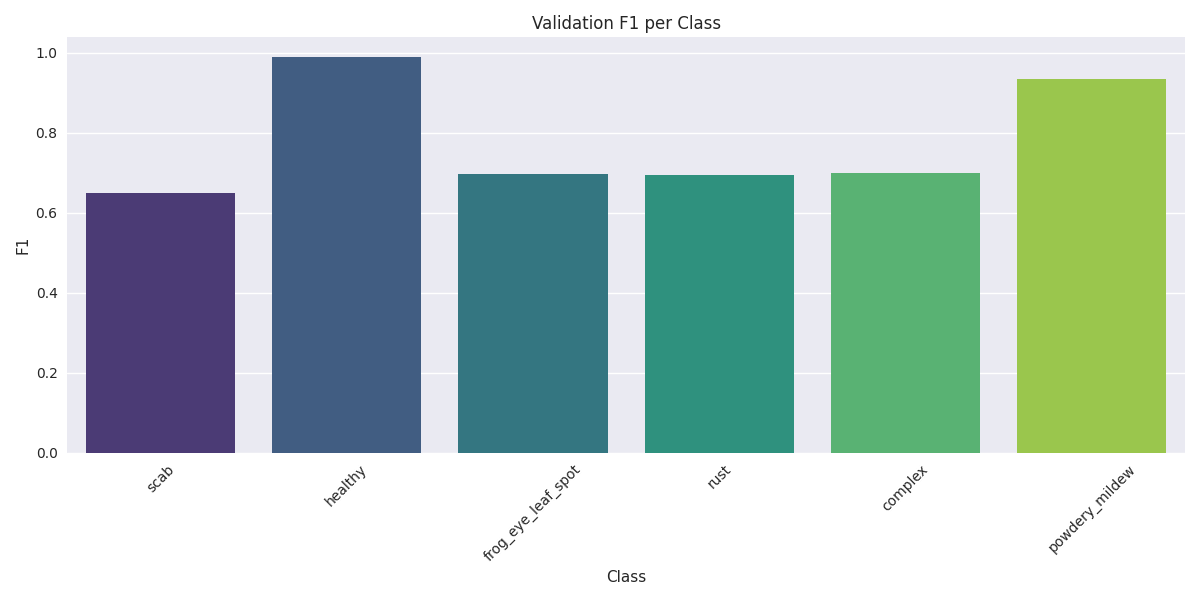 Validation F1 per Class
F1
1.0
0.8
0.6
0.4
0.2
0.0
scab
healthy
frog_eye_leaf_spot
rust
complex
powdery_mildew
Class